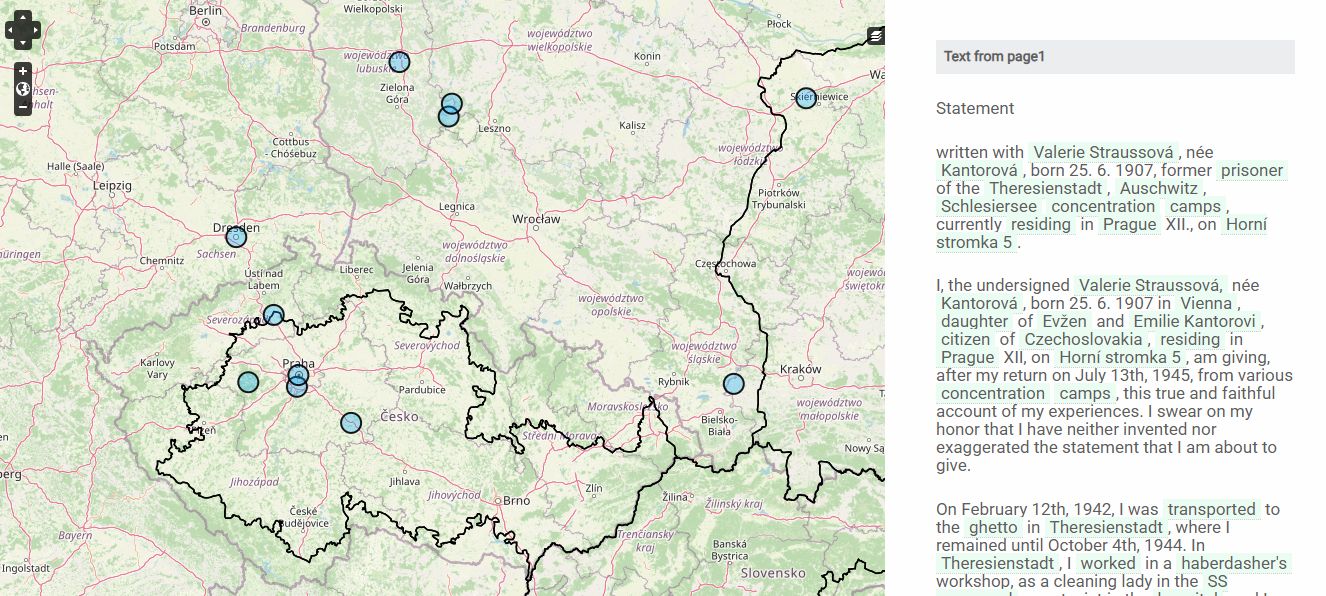 Berlin
Wielkopolski
Płock
Brandenburg
Potsdam
województwo
wielkopolskie
Konin
województwo
lubuskie
Zielona
Góra
Skierniewice
Leszno
Kalisz
Cottbus
- Chóśebuz
województwo
łódzkie
Halle (Saale)
Leipzig
Piotrków
Trybunalski
Legnica
Wrocław
Dresden
Sachsen
Chemnitz
województwo
dolnośląskie
Częstochowa
Ústí nad
Labem
Liberec
Jelenia
Góra
Wałbrzych
województwo
opolskie
województwo
śląskie
Severovýchod
Karlovy
Vary
Praha
Pardubice
Rybnik
Kraków
województwo
małopolskie
Česko
Moravskoslezsko
Bielsko-
Biała
Střední Morava
Jihozápad
Jihlava
Jihovýchod
Brno
Zlín
Žilina
Žilinský kraj
České
Budějovice
Trenčiansky
kraj
Bayern
Banská
Bystrica
Ingolstadt
Slovensko
Text from page1
Statement
written with Valerie Straussová , née
Kantorová , born 25. 6. 1907, former prisoner
of the Theresienstadt , Auschwitz ,
Schlesiersee concentration camps ,
currently residing in Prague XII., on Horní
stromka 5 .
I, the undersigned Valerie Straussová, née
Kantorová , born 25. 6. 1907 in Vienna ,
daughter of Evžen and Emilie Kantorovi ,
citizen of Czechoslovakia , residing in
Prague XII, on Horní stromka 5 , am giving,
after my return on July 13th, 1945, from various
concentration camps , this true and faithful
account of my experiences. I swear on my
honor that I have neither invented nor
exaggerated the statement that I am about to
give.
On February 12th, 1942, I was transported to
the ghetto in Theresienstadt , where I
remained until October 4th, 1944. In
Theresienstadt , I worked in a haberdasher's
workshop, as a cleaning lady in the SS